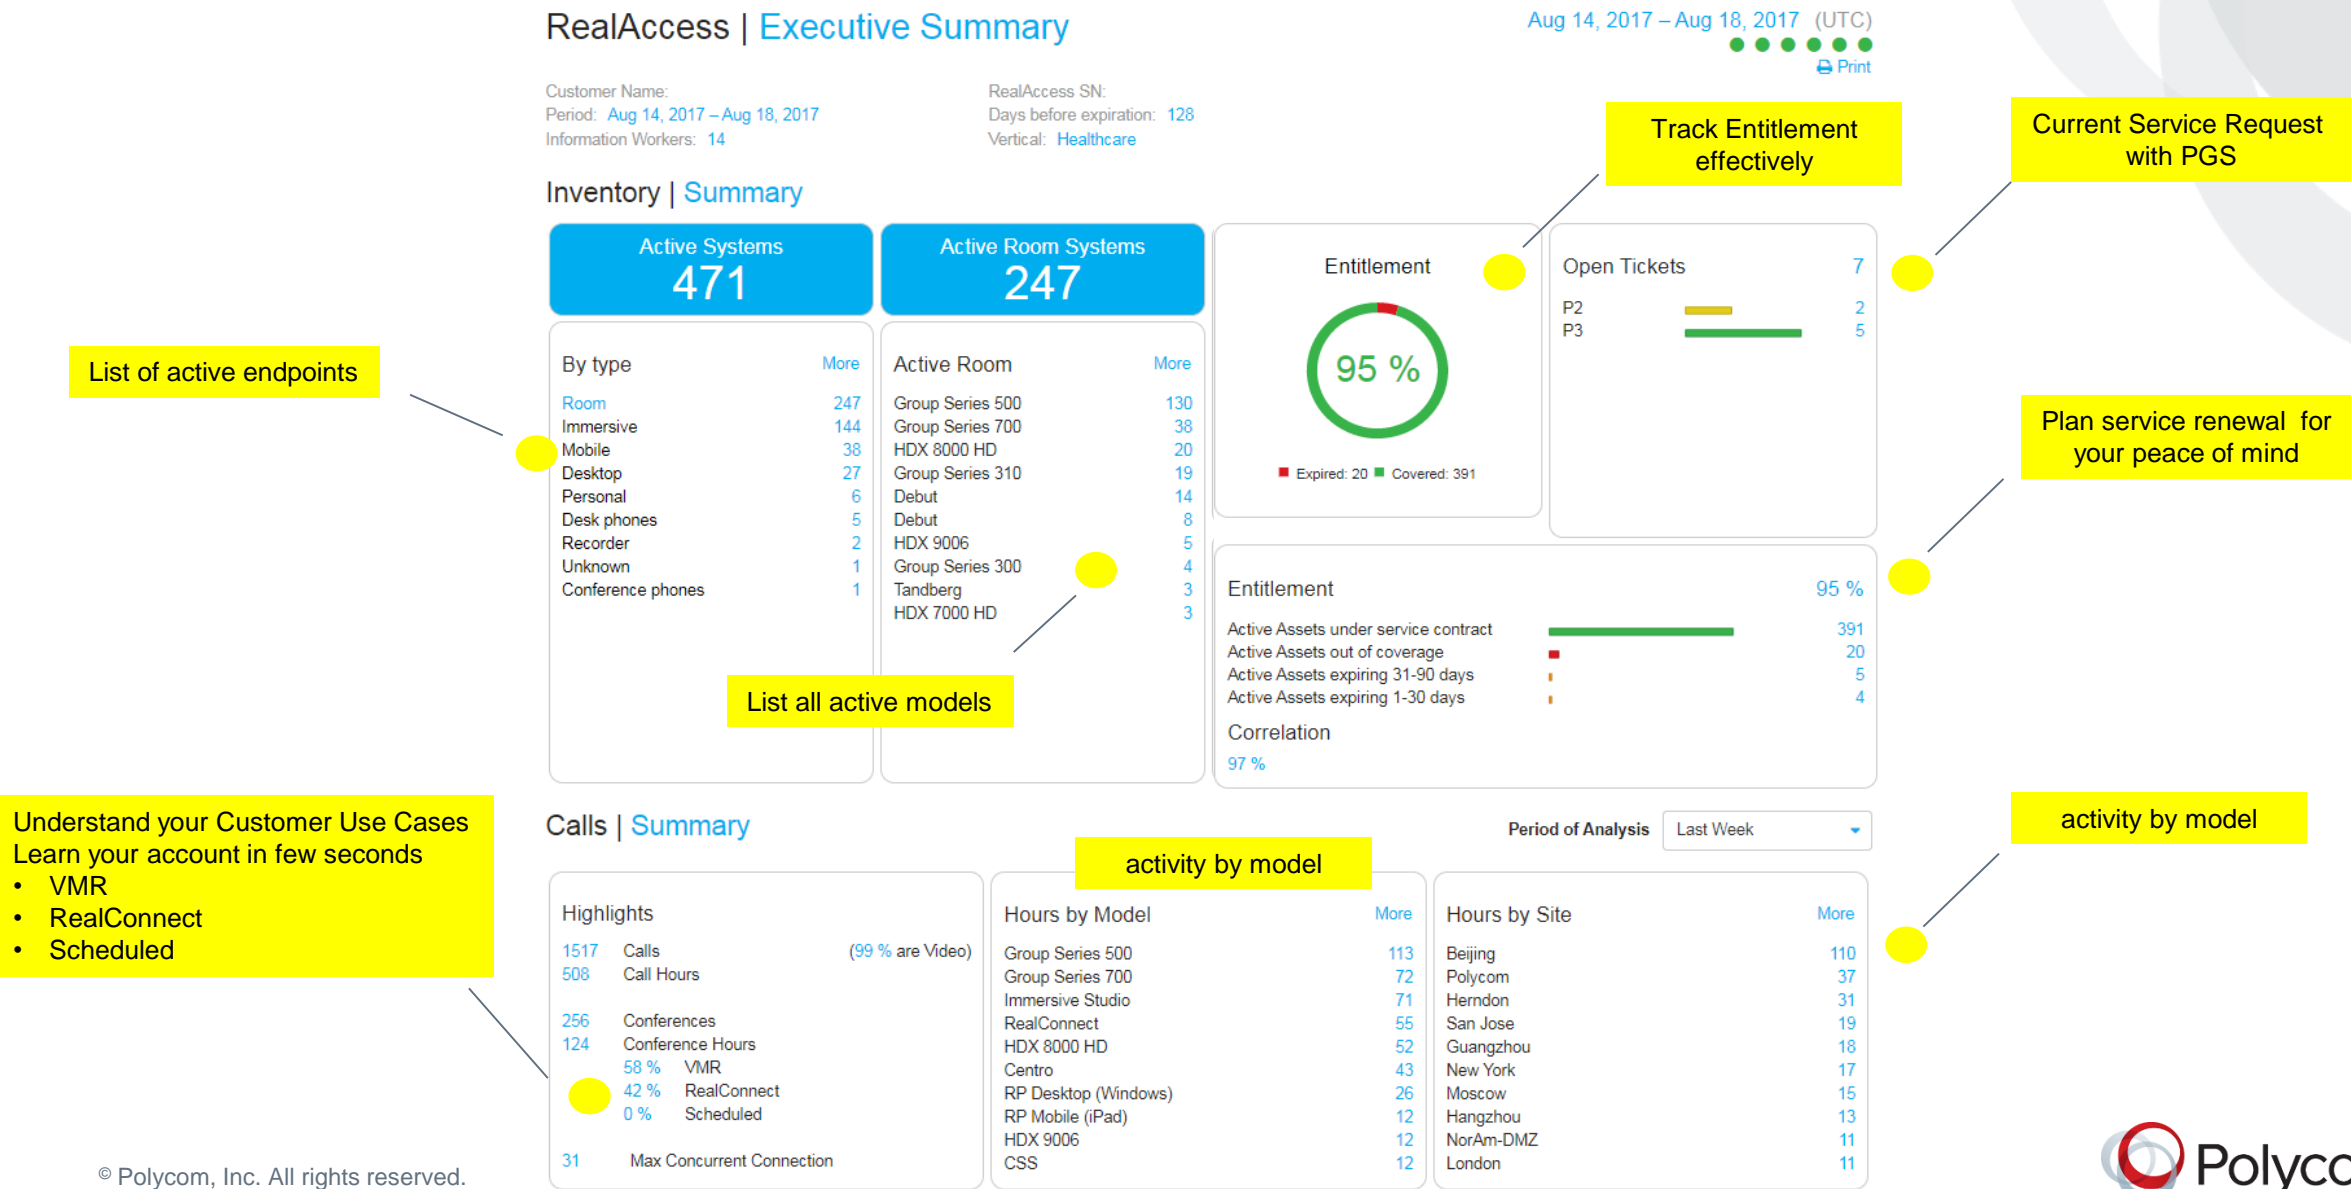 RealAccess | Executive Summary
Aug 14, 2017 – Aug 18, 2017 (UTC)
Print
Customer Name:
Period: Aug 14, 2017 – Aug 18, 2017
Information Workers: 14
RealAccess SN:
Days before expiration: 128
Vertical: Healthcare
Track Entitlement
effectively
Current Service Request
with PGS
Inventory | Summary
Active Systems
471
Active Room Systems
247
Entitlement
95 %
Expired: 20 Covered: 391
Open Tickets 7
P2 2
P3 5
List of active endpoints
By type More
Room 247
Immersive 144
Mobile 38
Desktop 27
Personal 6
Desk phones 5
Recorder 2
Unknown 1
Conference phones 1
Active Room More
Group Series 500 130
Group Series 700 38
HDX 8000 HD 20
Group Series 310 19
Debut 14
Debut 8
HDX 9006 5
Group Series 300 4
Tandberg 3
HDX 7000 HD 3
List all active models
Plan service renewal for
your peace of mind
Entitlement 95 %
Active Assets under service contract 391
Active Assets out of coverage 20
Active Assets expiring 31-90 days 5
Active Assets expiring 1-30 days 4
Correlation
97 %
Understand your Customer Use Cases
Learn your account in few seconds
• VMR
• RealConnect
• Scheduled
Calls | Summary
Period of Analysis Last Week
activity by model
activity by model
Highlights
1517 Calls (99 % are Video)
508 Call Hours
256 Conferences
124 Conference Hours
58 % VMR
42 % RealConnect
0 % Scheduled
31 Max Concurrent Connection
Hours by Model More
Group Series 500 113
Group Series 700 72
Immersive Studio 71
RealConnect 55
HDX 8000 HD 52
Centro 43
RP Desktop (Windows) 26
RP Mobile (iPad) 12
HDX 9006 12
CSS 12
Hours by Site More
Beijing 110
Polycom 37
Herndon 31
San Jose 19
Guangzhou 18
New York 17
Moscow 15
Hangzhou 13
NorAm-DMZ 11
London 11
© Polycom, Inc. All rights reserved.
Polyco